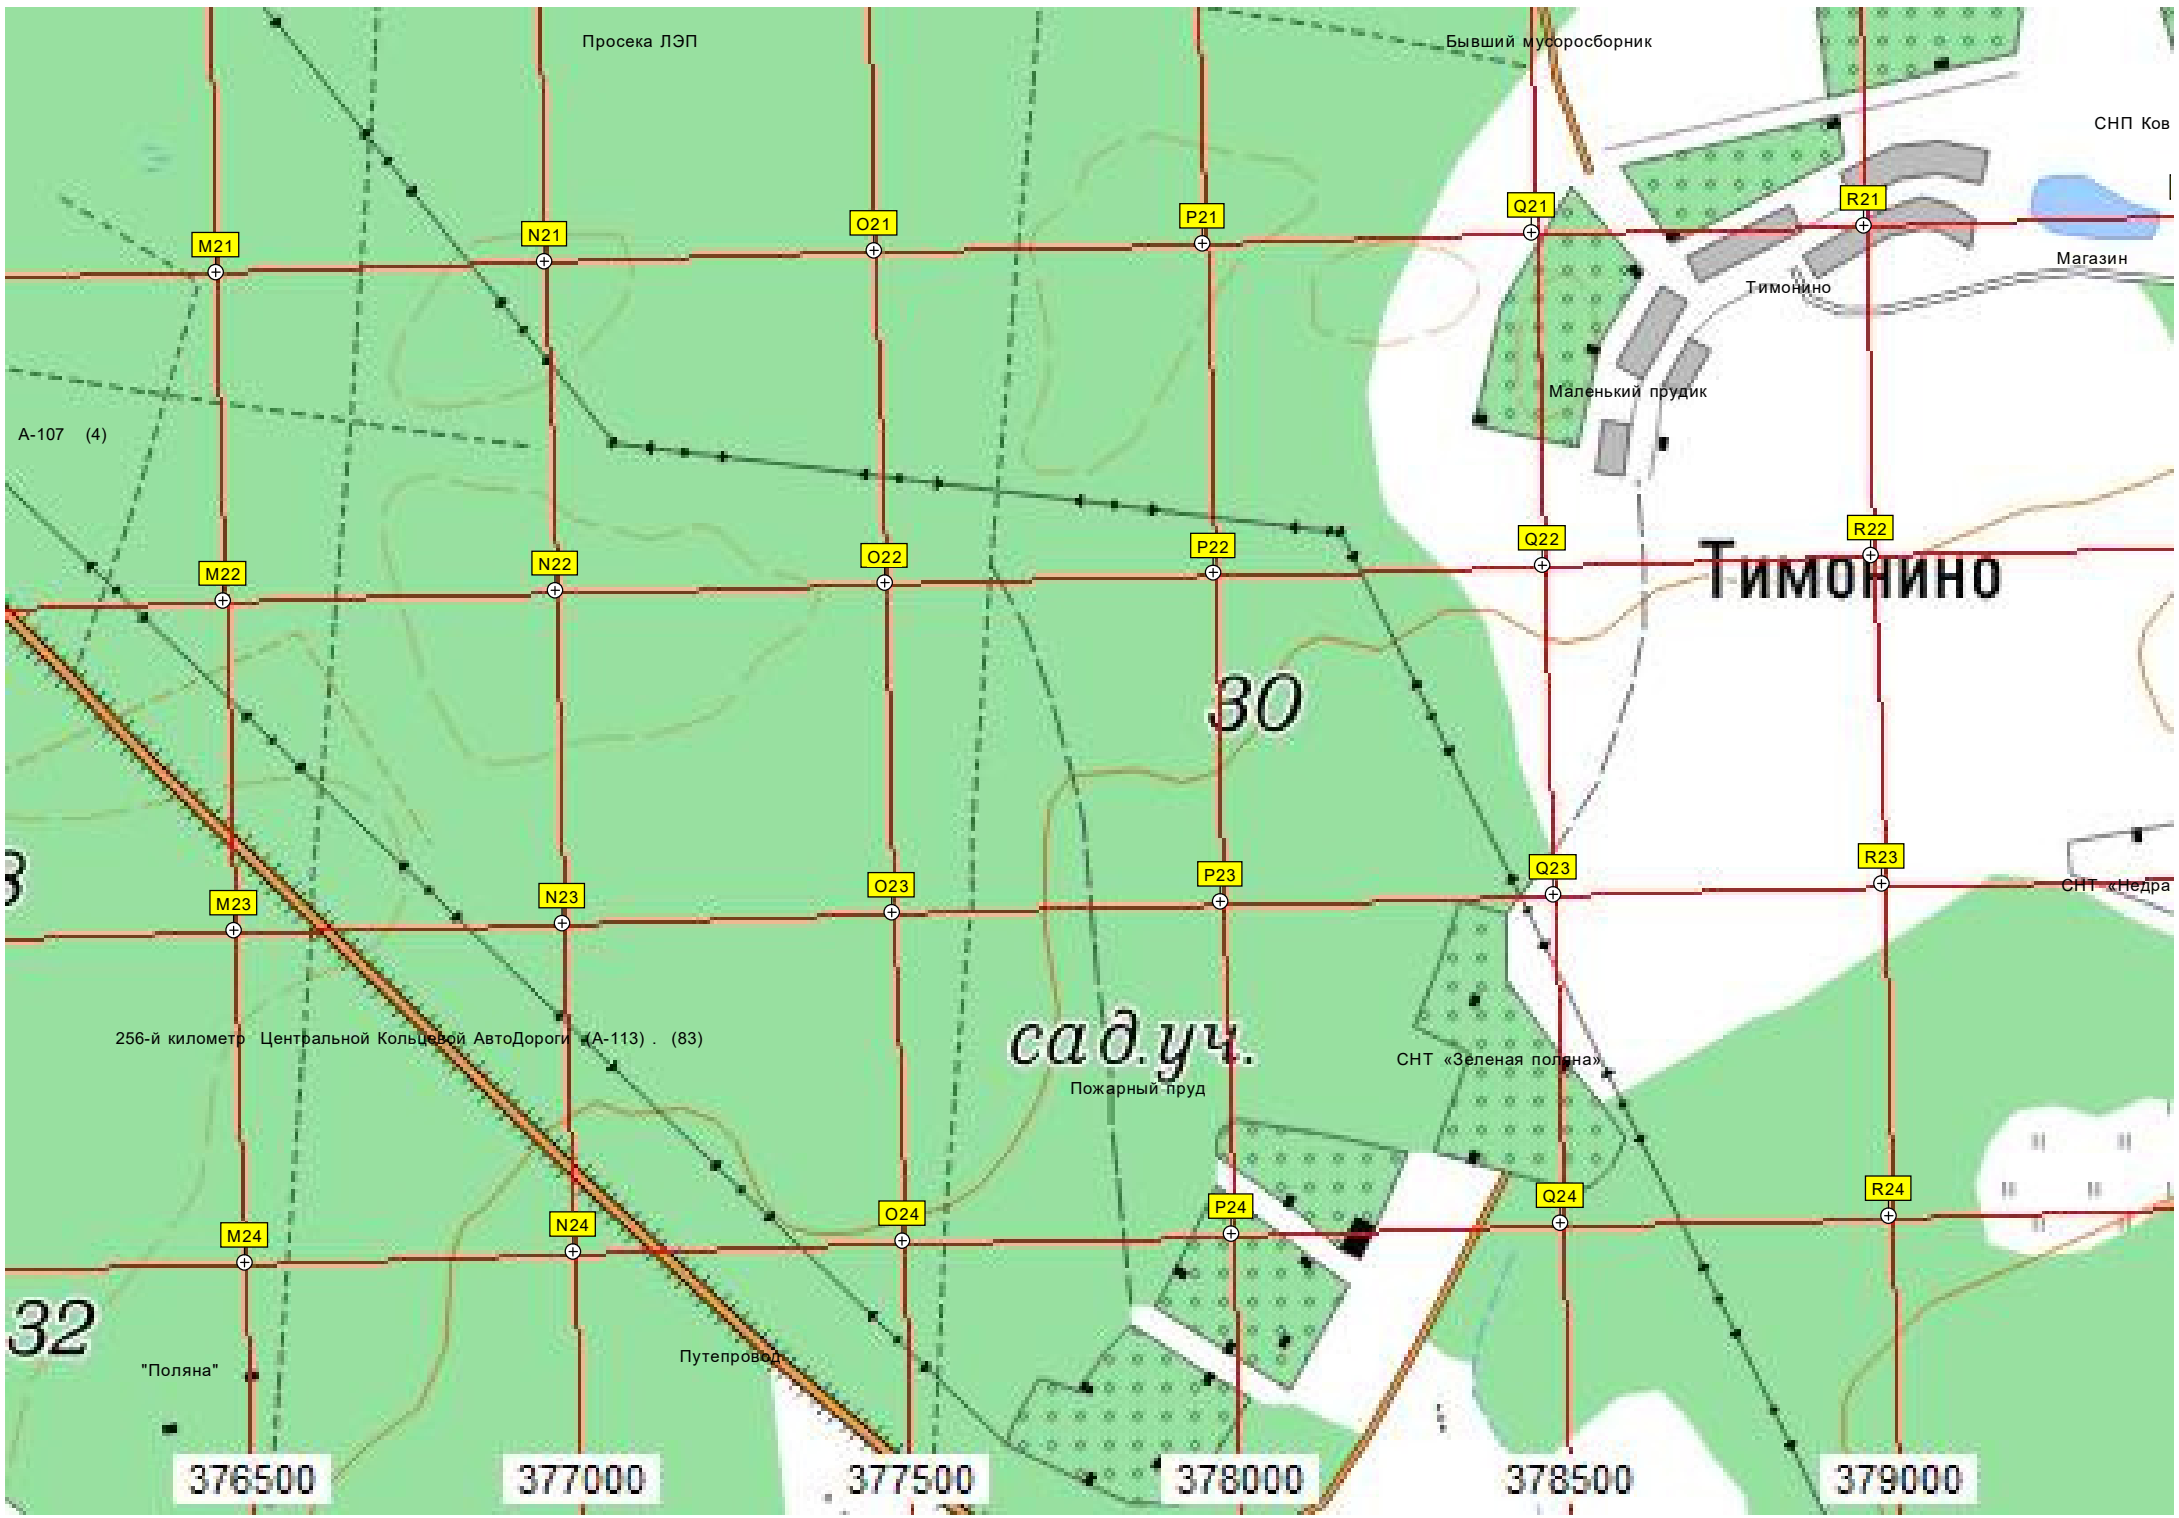 Просека ЛЭП
Бывший мусоросборник
СНП Ков
M21
N21
O21
P21
Q21
R21
Магазин
Тимонино
Маленький прудик
А-107 (4)
M22
N22
O22
P22
Q22
R22
Тимонино
30
M23
N23
O23
P23
Q23
R23
СНТ «Недра
256-й километр Центральной Кольцевой АвтоДороги (А-113) . (83)
сад.уч.
СНТ «Зеленая поляна»
Пожарный пруд
M24
N24
O24
P24
Q24
R24
32
"Поляна"
Путепровод
376500
377000
377500
378000
378500
379000